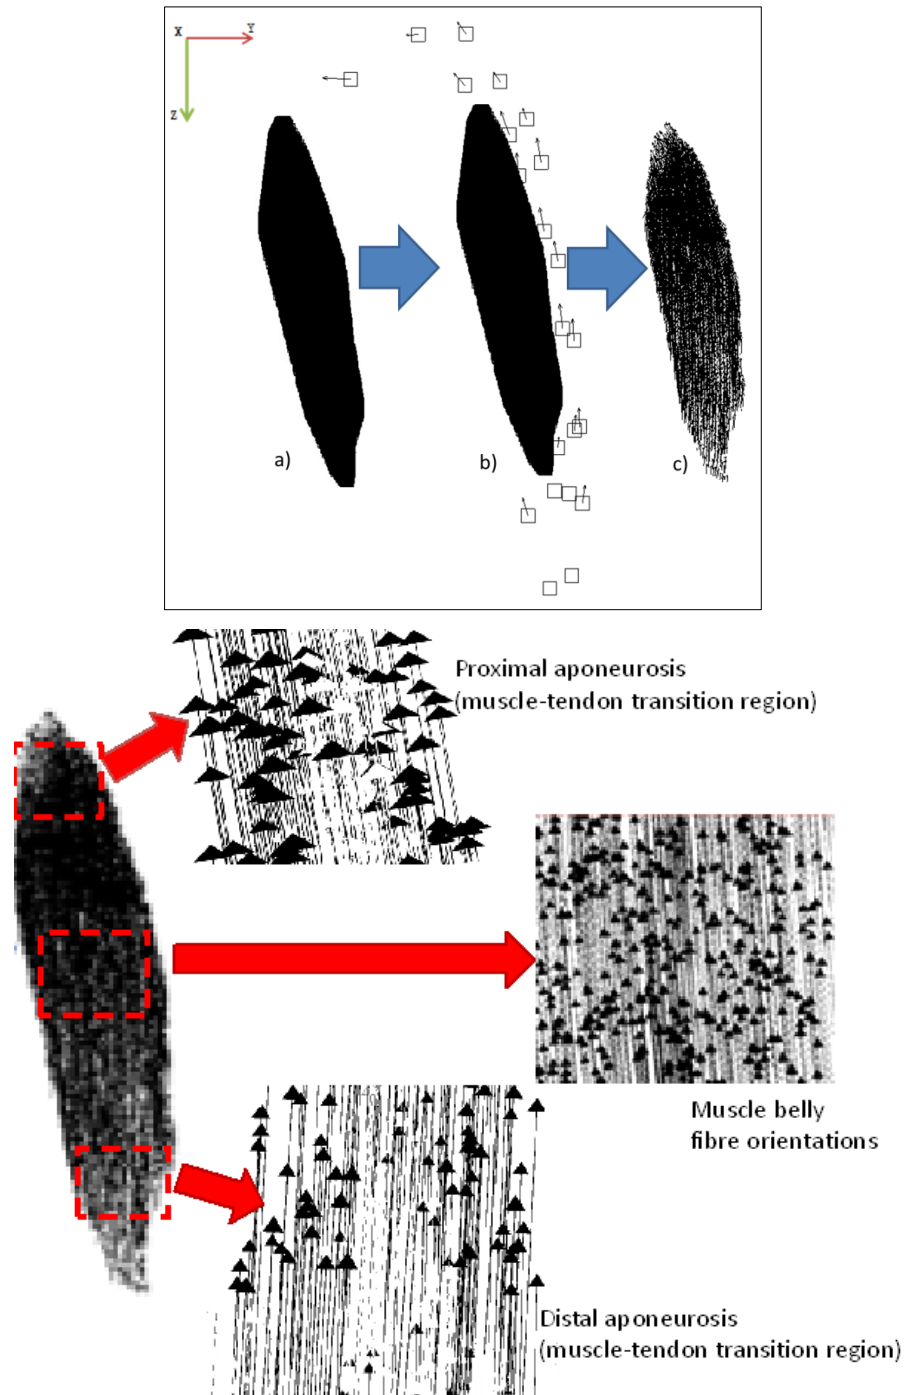 X
Y
Z
a)
b)
c)
Proximal aponeurosis
(muscle-tendon transition region)
Muscle belly
fibre orientations
Distal aponeurosis
(muscle-tendon transition region)